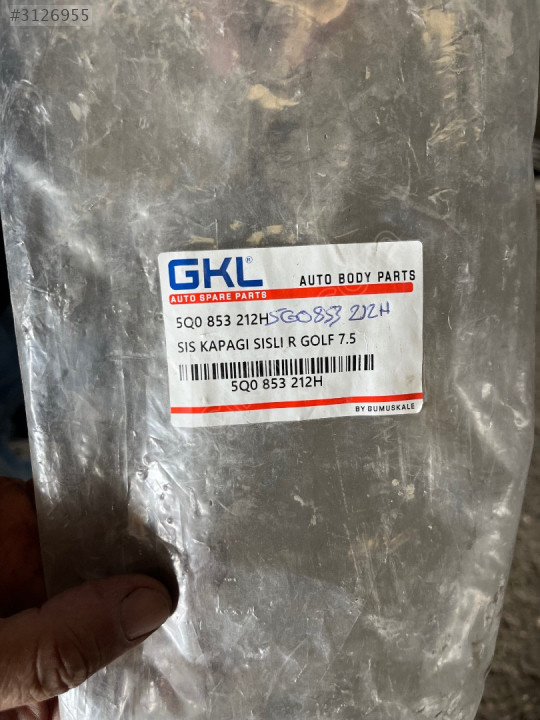 #3126955
GKL®
AUTO SPARE PARTS
AUTO BODY PARTS
5Q0 853 212H 5G0853 212H
SIS KAPAGI SISLI R GOLF 7.5
5Q0 853 212H
BY GUMUSKALE